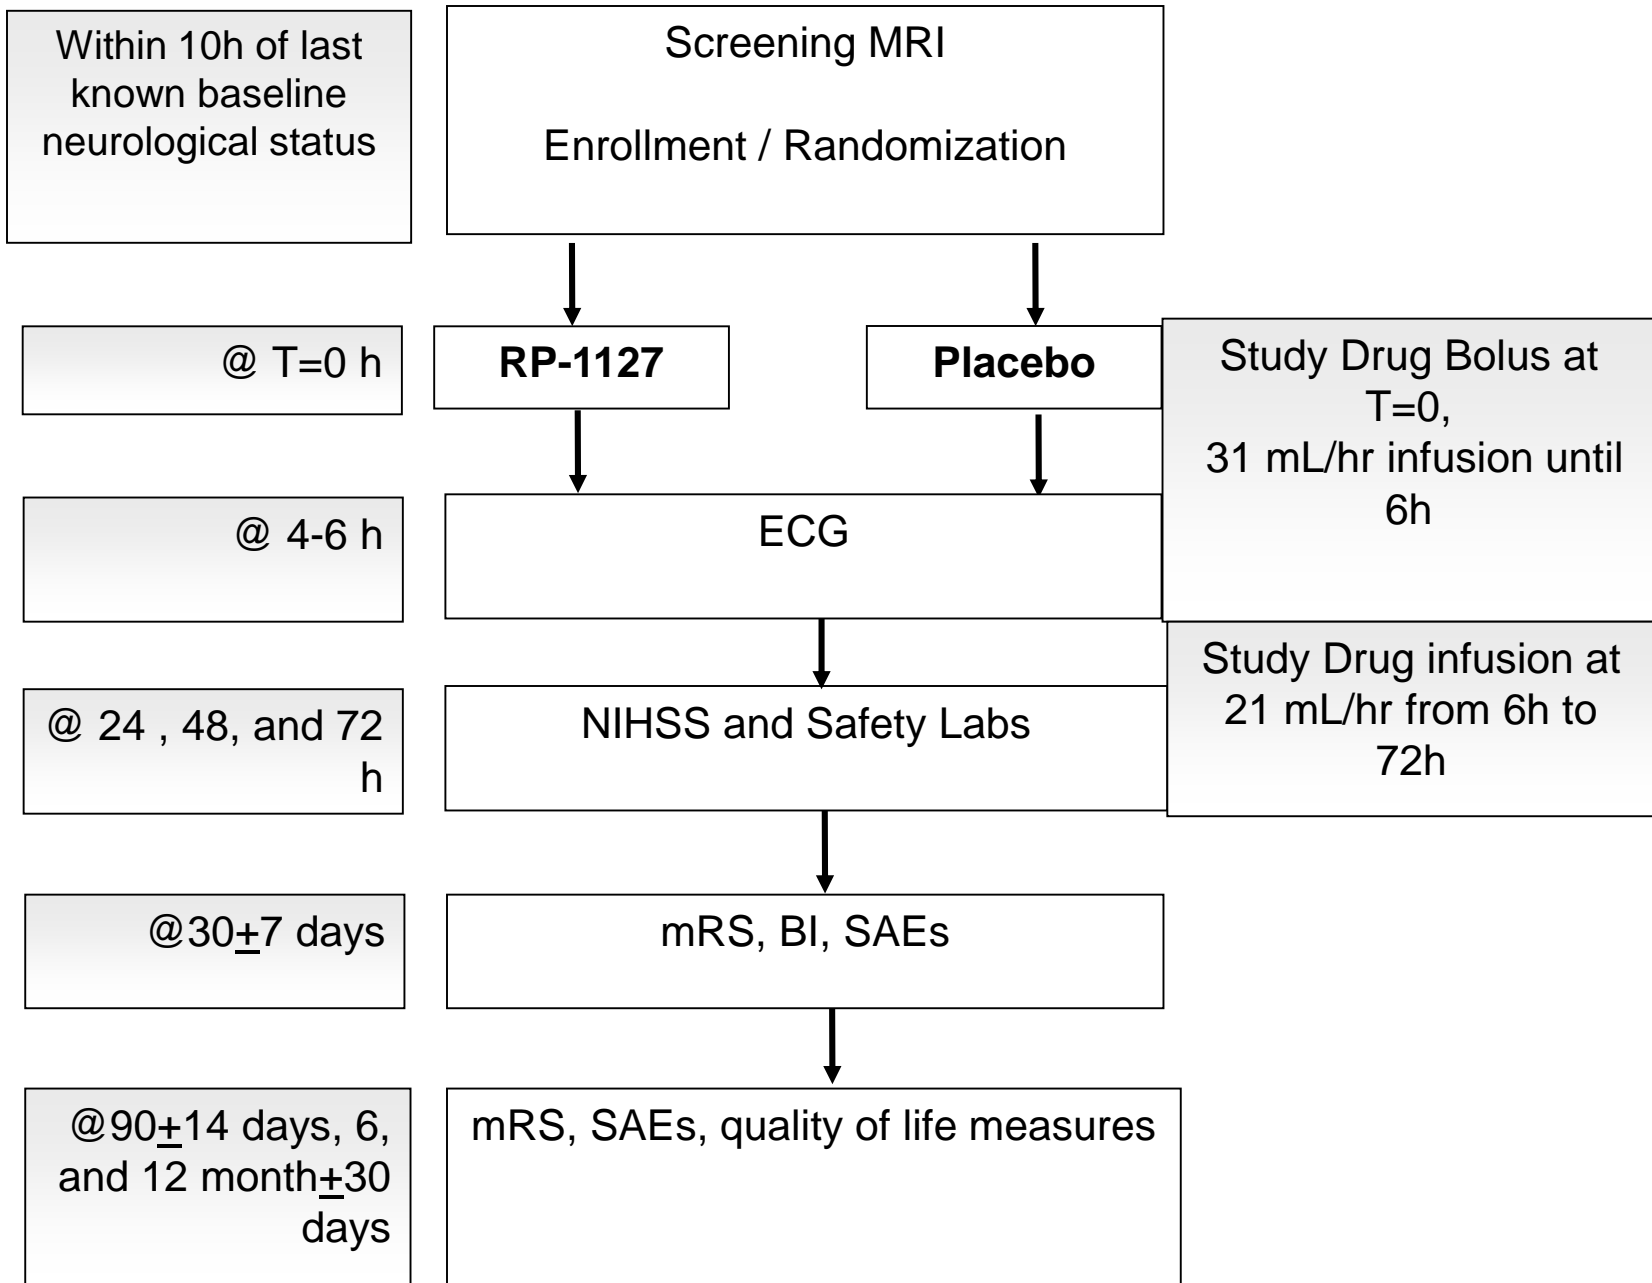 Within 10h of last
known baseline
neurological status
Screening MRI
Enrollment / Randomization
@ T=0 h
RP-1127
Placebo
Study Drug Bolus at
T=0,
31 mL/hr infusion until
6h
@ 4-6 h
ECG
@ 24 , 48, and 72
h
NIHSS and Safety Labs
Study Drug infusion at
21 mL/hr from 6h to
72h
@30±7 days
mRS, BI, SAEs
@90±14 days, 6,
and 12 month±30
days
mRS, SAEs, quality of life measures